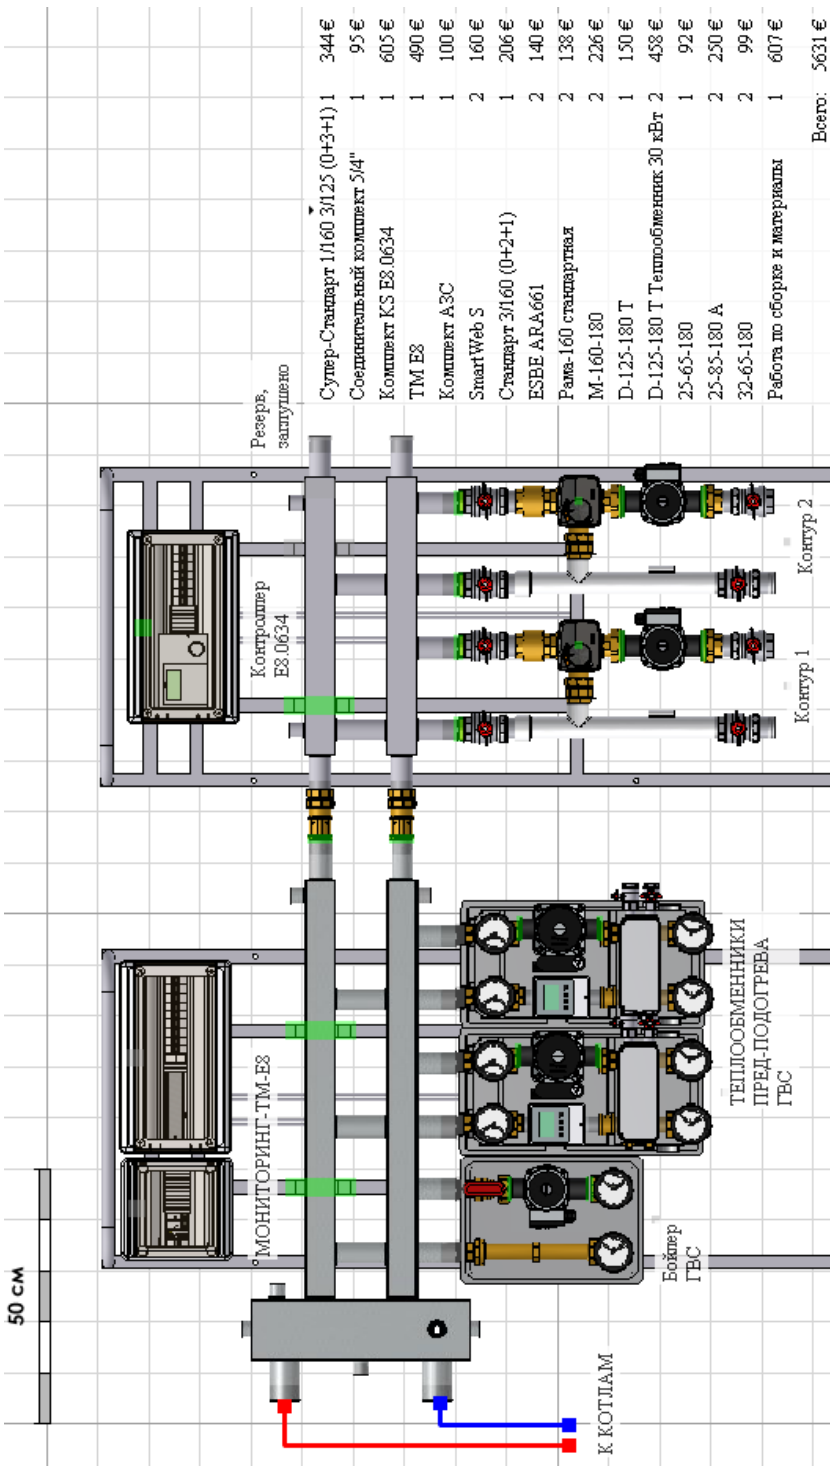 Супер-Стандарт 1/160 3/125 (0+3+1) 1 344 €
Соединительный комплект 5/4" 1 95 €
Комплект KS E8.0634 1 605 €
TM E8 1 490 €
Комплект АЗС 1 100 €
Smart Web S 2 160 €
Стандарт 3/160 (0+2+1) 1 206 €
ESBE ARA661 2 140 €
Рама-160 стандартная 2 138 €
М-160-180 2 226 €
D-125-180 Т 1 150 €
D-125-180 Т Теплообменник 30 кВт 2 458 €
25-65-180 1 92 €
25-85-180 А 2 250 €
32-65-180 2 99 €
Работа по сборке и материалы 1 607 €
Всего: 5631 €
Резерв,
заглушено
Контроллер
E8.0634
Контур 2
Контур 1
МОНИТОРИНГ-ТМ-Е8
ТЕПЛООБМЕННИКИ
ПРЕД-ПОДОГРЕВА
ГВС
Бойлер
ГВС
50 см
К КОТЛАМ